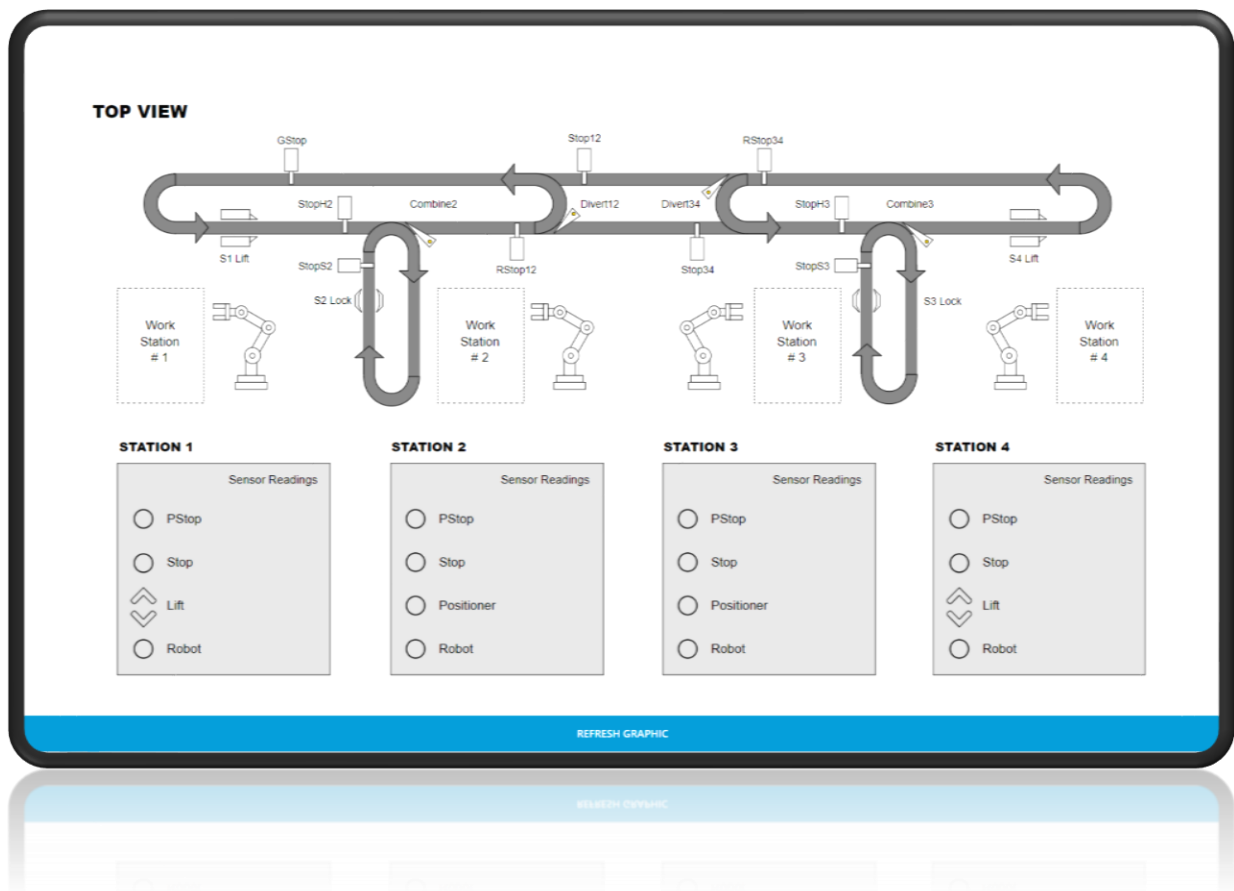 TOP VIEW
GStop
Stop12
RStop34
StopH2
Combine2
Divert12
Divert34
StopH3
Combine3
S1 Lift
StopS2
RStop12
Stop34
StopS3
S4 Lift
S2 Lock
S3 Lock
Work
Station
# 1
Work
Station
# 2
Work
Station
# 3
Work
Station
# 4
STATION 1
Sensor Readings
PStop
Stop
Lift
Robot
STATION 2
Sensor Readings
PStop
Stop
Positioner
Robot
STATION 3
Sensor Readings
PStop
Stop
Positioner
Robot
STATION 4
Sensor Readings
PStop
Stop
Lift
Robot
REFRESH GRAPHIC